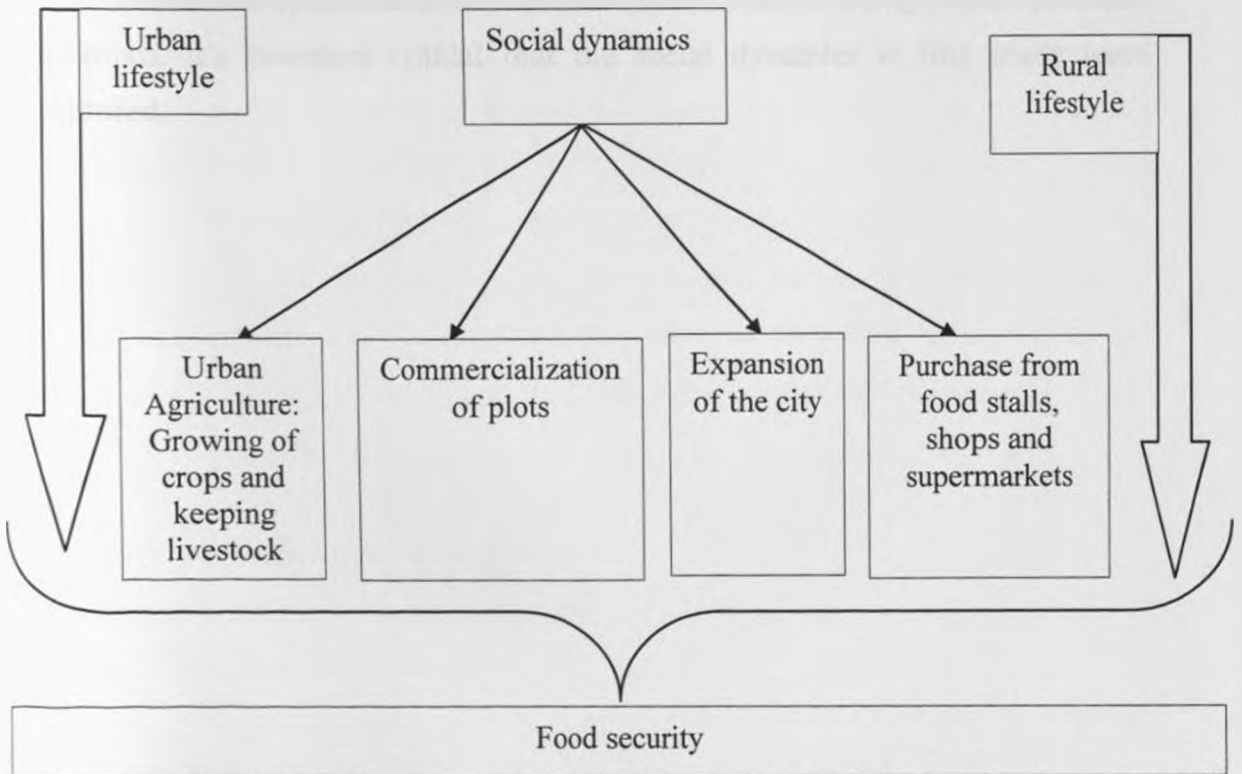 Urban
lifestyle
Social dynamics
Rural
lifestyle
Urban
Agriculture:
Growing of
crops and
keeping
livestock
Commercialization
of plots
Expansion
of the city
Purchase from
food stalls,
shops and
supermarkets
Food security